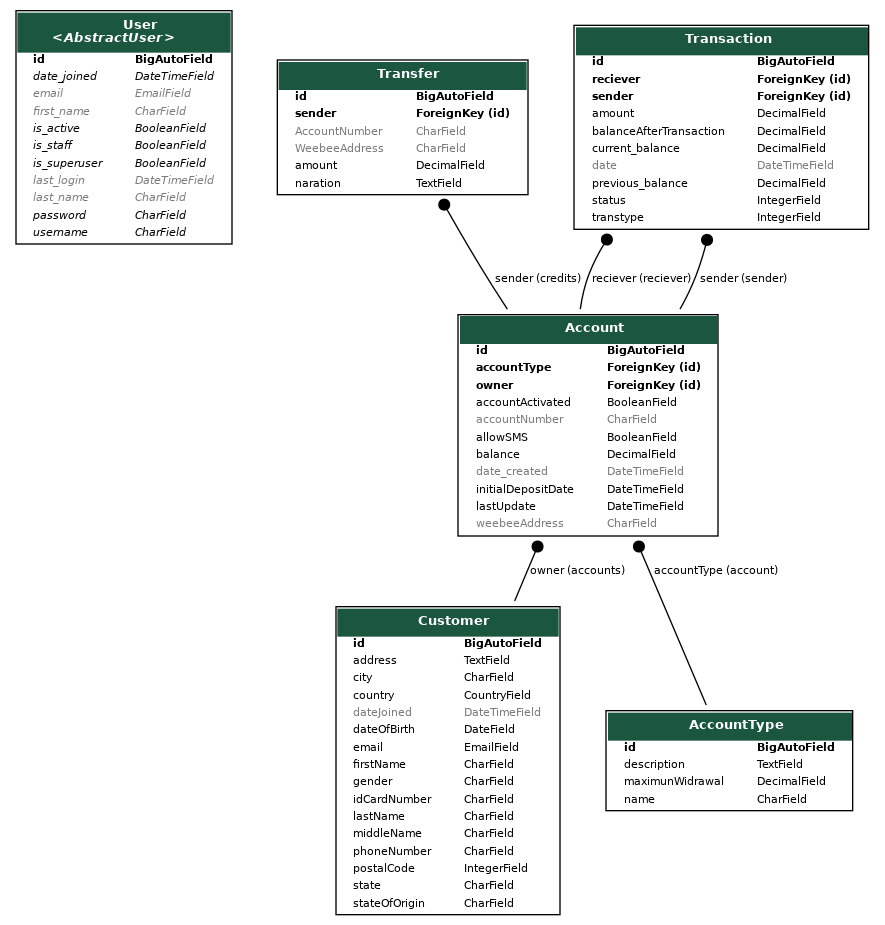 User
<AbstractUser>
id BigAutoField
date_joined DateTimeField
email EmailField
first_name CharField
is_active BooleanField
is_staff BooleanField
is_superuser BooleanField
last_login DateTimeField
last_name CharField
password CharField
username CharField
Transfer
id BigAutoField
sender ForeignKey (id)
AccountNumber CharField
WeebeeAddress CharField
amount DecimalField
naration TextField
Transaction
id BigAutoField
reciever ForeignKey (id)
sender ForeignKey (id)
amount DecimalField
balanceAfterTransaction DecimalField
current_balance DecimalField
date DateTimeField
previous_balance DecimalField
status IntegerField
transtype IntegerField
sender (credits) reciever (reciever) sender (sender)
Account
id BigAutoField
accountType ForeignKey (id)
owner ForeignKey (id)
accountActivated BooleanField
accountNumber CharField
allowSMS BooleanField
balance DecimalField
date_created DateTimeField
initialDepositDate DateTimeField
lastUpdate DateTimeField
weebeeAddress CharField
owner (accounts) accountType (account)
Customer
id BigAutoField
address TextField
city CharField
country CountryField
dateJoined DateTimeField
dateOfBirth DateField
email EmailField
firstName CharField
gender CharField
idCardNumber CharField
lastName CharField
middleName CharField
phoneNumber CharField
postalCode IntegerField
state CharField
stateOfOrigin CharField
AccountType
id BigAutoField
description TextField
maximunWidrawal DecimalField
name CharField